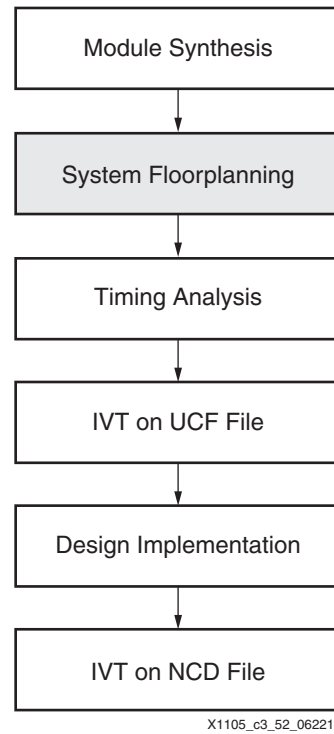 Module Synthesis
System Floorplanning
Timing Analysis
IVT on UCF File
Design Implementation
IVT on NCD File
X1105_c3_52_06221